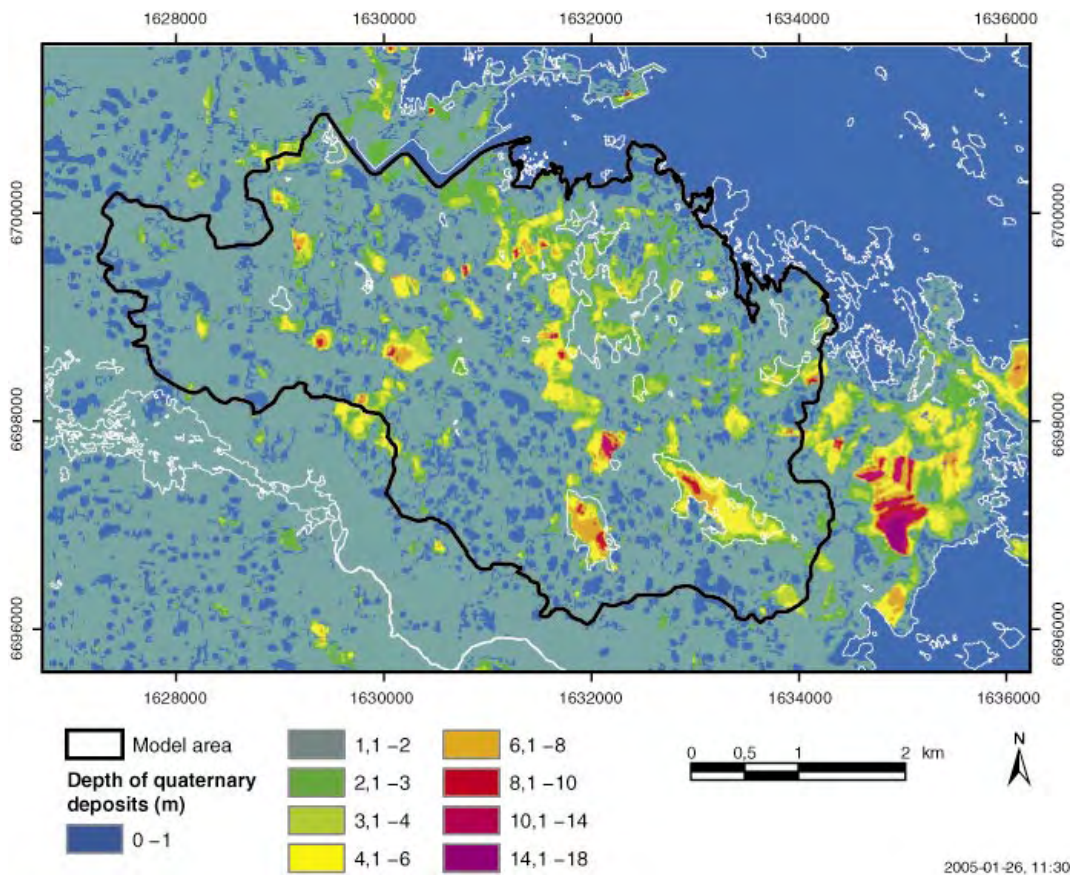 1628000 1630000 1632000 1634000 1636000
6700000 6700000
6698000 6698000
6696000 6696000
1628000 1630000 1632000 1634000 1636000
Model area
Depth of quaternary
deposits (m)
0 – 1
1,1 – 2
2,1 – 3
3,1 – 4
4,1 – 6
6,1 – 8
8,1 – 10
10,1 – 14
14,1 – 18
0 0,5 1 2 km
N
2005-01-26, 11:30